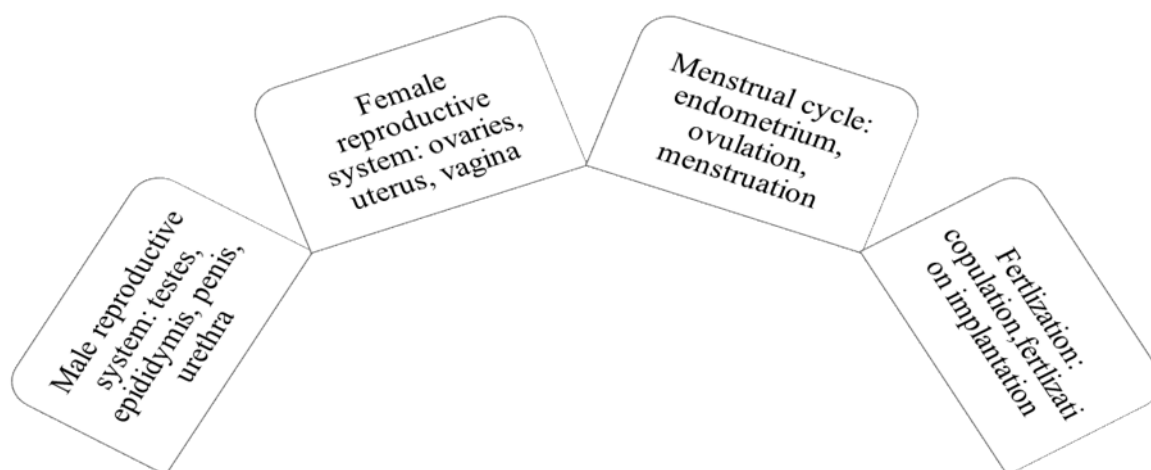 Male reproductive
system: testes,
epididymis, penis,
urethra
Female
reproductive
system: ovaries,
uterus, vagina
Menstrual cycle:
endometrium,
ovulation,
menstruation
Fertlization:
copulation,fertlizati
on implantation